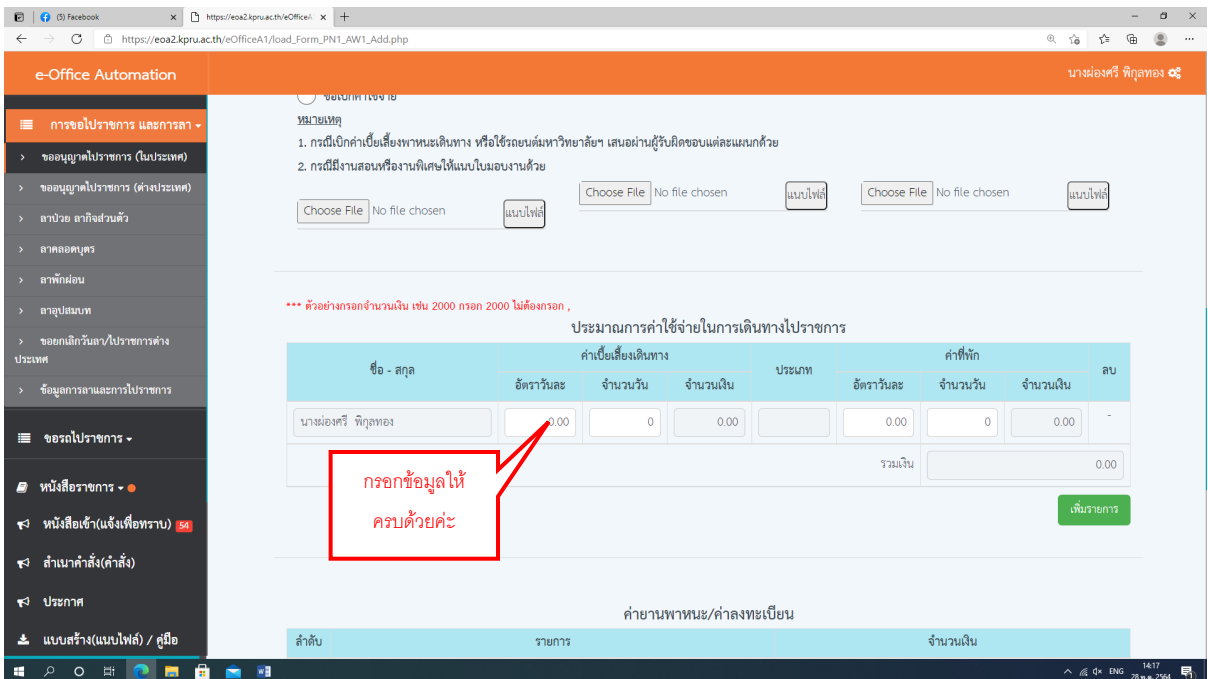 (5) Facebook
https://eoa2.kpru.ac.th/eOfficeA
https://eoa2.kpru.ac.th/eOfficeA1/load_Form_PN1_AW1_Add.php
e-Office Automation
นางผ่องศรี พิกุลทอง
การขอไปราชการ และการลา
ขออนุญาตไปราชการ (ในประเทศ)
ขออนุญาตไปราชการ (ต่างประเทศ)
ลาป่วย ลากิจส่วนตัว
ลาคลอดบุตร
ลาพักผ่อน
ลาอุปสมบท
ขอยกเลิกวันลา/ไปราชการต่าง
ประเทศ
ข้อมูลการลาและการไปราชการ
ขอรถไปราชการ
หนังสือราชการ
หนังสือเข้า(แจ้งเพื่อทราบ) 54
สำเนาคำสั่ง(คำสั่ง)
ประกาศ
แบบสร้าง(แนบไฟล์) / คู่มือ
ขอเบิกค่าใช้จ่าย
หมายเหตุ
1. กรณีเบิกค่าเบี้ยเลี้ยงพาหนะเดินทาง หรือใช้รถยนต์มหาวิทยาลัยฯ เสนอผ่านผู้รับผิดชอบแต่ละแผนกด้วย
2. กรณีมีงานสอนหรืองานพิเศษให้แนบใบมอบงานด้วย
Choose File No file chosen แนบไฟล์
Choose File No file chosen แนบไฟล์
Choose File No file chosen แนบไฟล์
*** ตัวอย่างกรอกจำนวนเงิน เช่น 2000 กรอก 2000 ไม่ต้องกรอก ,
ประมาณการค่าใช้จ่ายในการเดินทางไปราชการ
ชื่อ - สกุล ค่าเบี้ยเลี้ยงเดินทาง ประเภท ค่าที่พัก ลบ
อัตราวันละ จำนวนวัน จำนวนเงิน อัตราวันละ จำนวนวัน จำนวนเงิน
นางผ่องศรี พิกุลทอง 0.00 0 0.00 0.00 0 0.00 -
รวมเงิน 0.00
กรอกข้อมูลให้
ครบด้วยค่ะ
เพิ่มรายการ
ค่ายานพาหนะ/ค่าลงทะเบียน
ลำดับ รายการ จำนวนเงิน
ENG
14:17
28 พ.ค. 2564